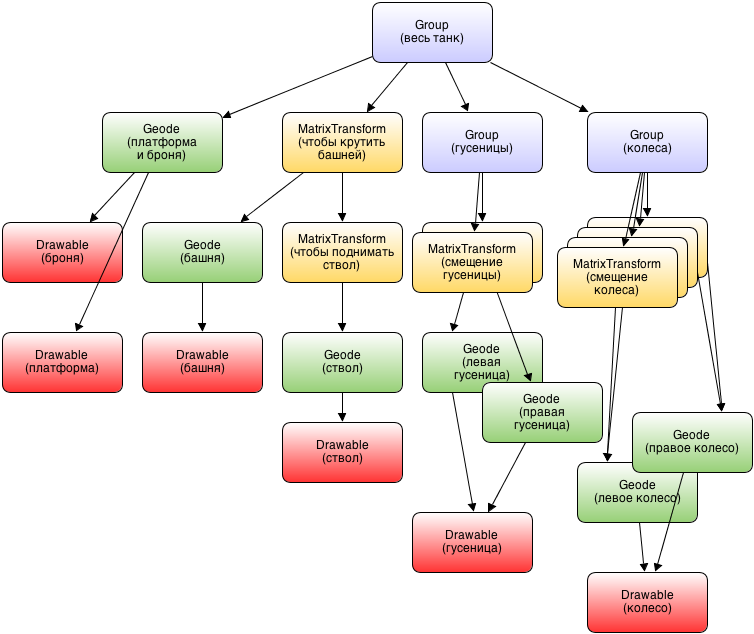 Group
(весь танк)
Geode
(платформа
и броня)
MatrixTransform
(чтобы крутить
башней)
Group
(гусеницы)
Group
(колеса)
Drawable
(броня)
Geode
(башня)
MatrixTransform
(чтобы поднимать
ствол)
MatrixTransform
(смещение
гусеницы)
MatrixTransform
(смещение
колеса)
Drawable
(платформа)
Drawable
(башня)
Geode
(ствол)
Geode
(левая
гусеница)
Geode
(правая
гусеница)
Drawable
(ствол)
Geode
(правое колесо)
Geode
(левое колесо)
Drawable
(гусеница)
Drawable
(колесо)